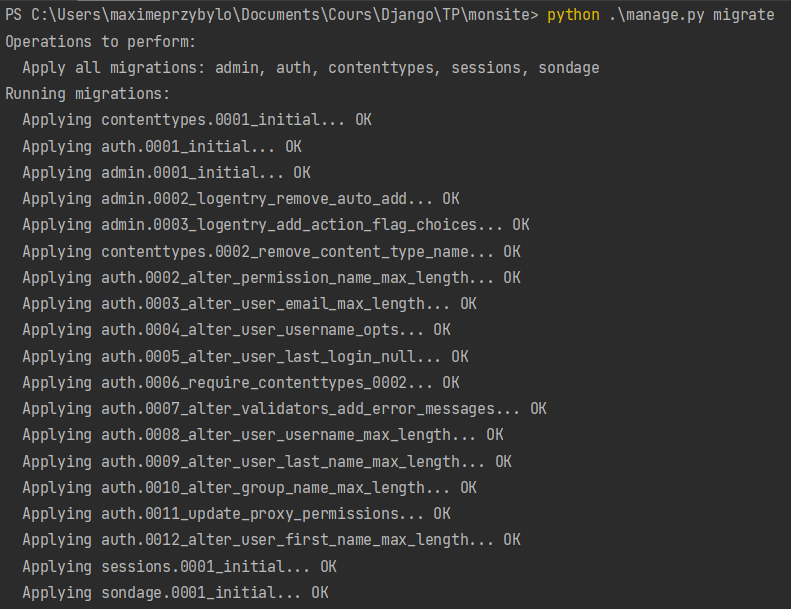 PS C:\Users\maximeprzybylo\Documents\Cours\Django\TP\monsite> python .\manage.py migrate
Operations to perform:
  Apply all migrations: admin, auth, contenttypes, sessions, sondage
Running migrations:
  Applying contenttypes.0001_initial... OK
  Applying auth.0001_initial... OK
  Applying admin.0001_initial... OK
  Applying admin.0002_logentry_remove_auto_add... OK
  Applying admin.0003_logentry_add_action_flag_choices... OK
  Applying contenttypes.0002_remove_content_type_name... OK
  Applying auth.0002_alter_permission_name_max_length... OK
  Applying auth.0003_alter_user_email_max_length... OK
  Applying auth.0004_alter_user_username_opts... OK
  Applying auth.0005_alter_user_last_login_null... OK
  Applying auth.0006_require_contenttypes_0002... OK
  Applying auth.0007_alter_validators_add_error_messages... OK
  Applying auth.0008_alter_user_username_max_length... OK
  Applying auth.0009_alter_user_last_name_max_length... OK
  Applying auth.0010_alter_group_name_max_length... OK
  Applying auth.0011_update_proxy_permissions... OK
  Applying auth.0012_alter_user_first_name_max_length... OK
  Applying sessions.0001_initial... OK
  Applying sondage.0001_initial... OK